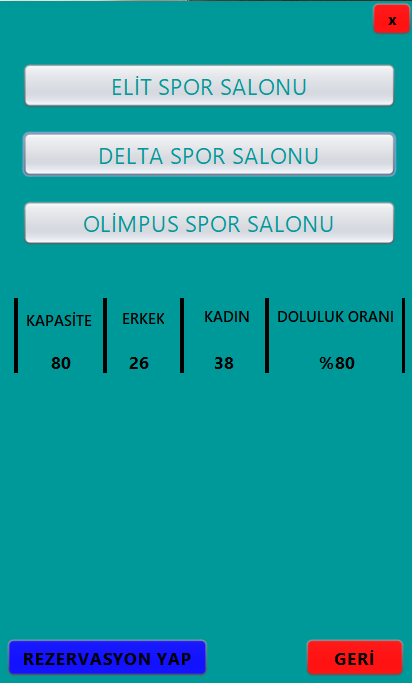 x
ELİT SPOR SALONU
DELTA SPOR SALONU
OLİMPUS SPOR SALONU
KAPASİTE ERKEK KADIN DOLULUK ORANI
80 26 38 %80
REZERVASYON YAP GERİ